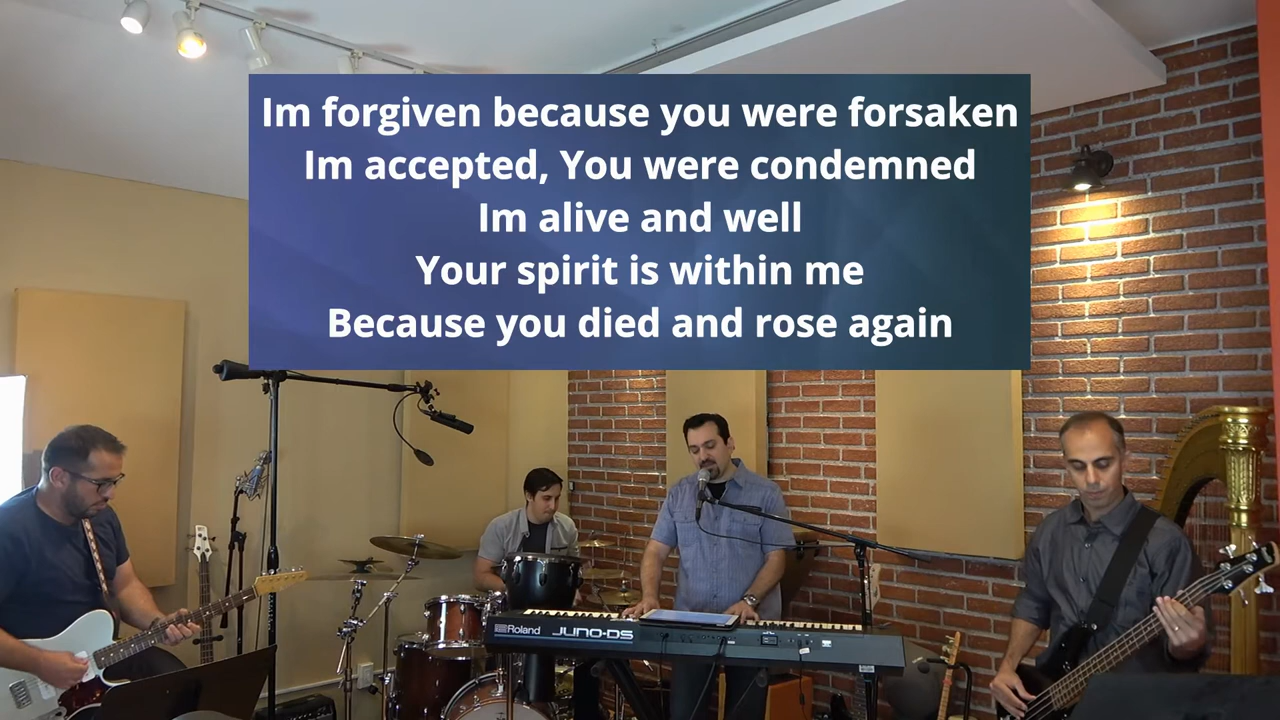 Im forgiven because you were forsaken
Im accepted, You were condemned
Im alive and well
Your spirit is within me
Because you died and rose again
Roland JUNO-DS